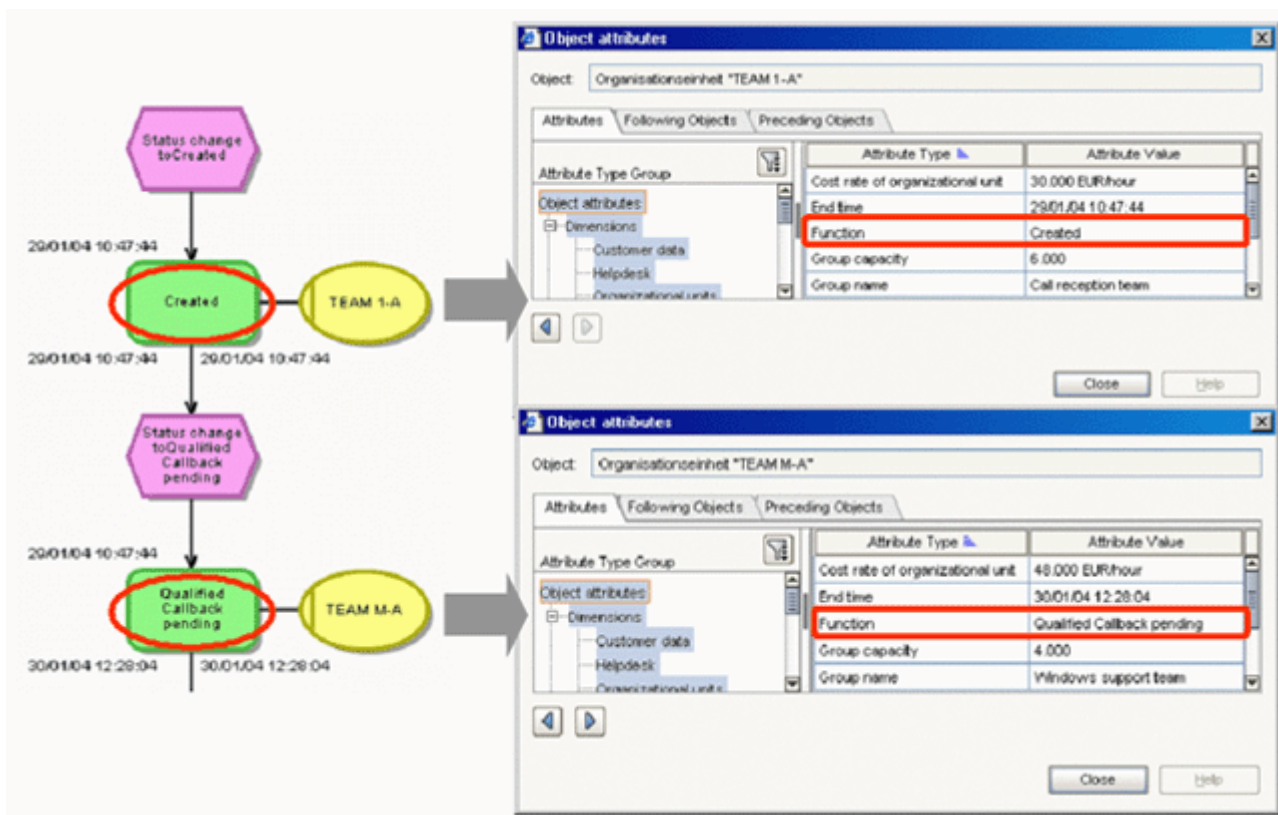 Status change
toCreated
29/01/04 10:47:44
Created
TEAM 1-A
29/01/04 10:47:44
29/01/04 10:47:44
Status change
toQualified
Callback
pending
29/01/04 10:47:44
Qualified
Callback
pending
TEAM M-A
30/01/04 12:28:04
30/01/04 12:28:04
Object attributes
Object: Organisationseinheit "TEAM 1-A"
Attributes Following Objects Preceding Objects
Attribute Type Group
Object attributes
Dimensions
Customer data
Helpdesk
Organizational units
Attribute Type Attribute Value
Cost rate of organizational unit 30.000 EUR/hour
End time 29/01/04 10:47:44
Function Created
Group capacity 6.000
Group name Call reception team
Close Help
Object attributes
Object: Organisationseinheit "TEAM M-A"
Attributes Following Objects Preceding Objects
Attribute Type Group
Object attributes
Dimensions
Customer data
Helpdesk
Organizational units
Attribute Type Attribute Value
Cost rate of organizational unit 48.000 EUR/hour
End time 30/01/04 12:28:04
Function Qualified Callback pending
Group capacity 4.000
Group name Windows support team
Close Help